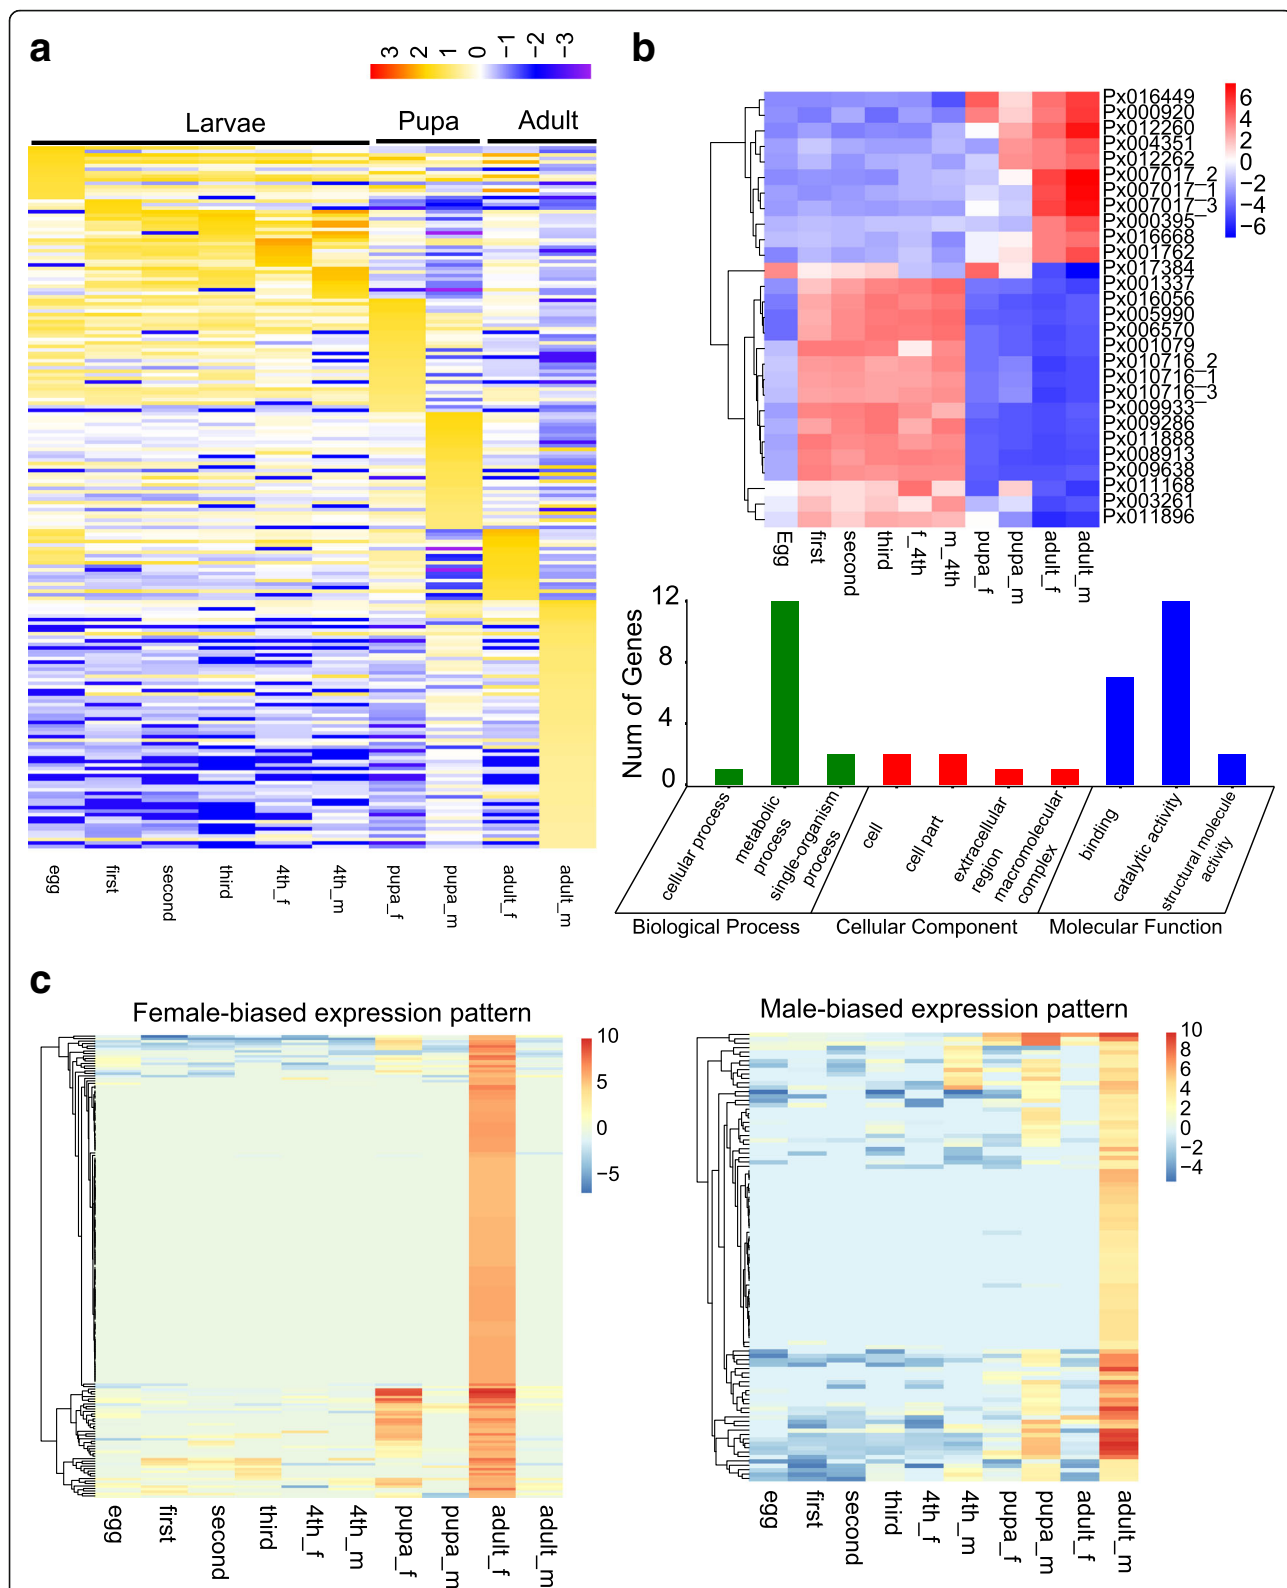 a
3 2 1 0 −1 −2 −3
Larvae Pupa Adult
egg first second third 4th_f 4th_m pupa_f pupa_m adult_f adult_m
b
Px016449
Px000920
Px012260
Px004351
Px012262
Px007017_2
Px007017_1
Px007017_3
Px000395
Px016668
Px001762
Px017384
Px001337
Px016056
Px005990
Px006570
Px001079
Px010716_2
Px010716_1
Px010716_3
Px009933
Px009286
Px011888
Px008913
Px009638
Px011168
Px003261
Px011896
6
4
2
0
−2
−4
−6
Egg first second third f_4th m_4th pupa_f pupa_m adult_f adult_m
Num of Genes
12
8
4
0
cellular process
metabolic
process
single-organism
process
cell
cell part
extracellular
region
macromolecular
complex
binding
catalytic activity
structural molecule
activity
Biological Process Cellular Component Molecular Function
c
Female-biased expression pattern
10
5
0
−5
egg first second third 4th_f 4th_m pupa_f pupa_m adult_f adult_m
Male-biased expression pattern
10
8
6
4
2
0
−2
−4
egg first second third 4th_f 4th_m pupa_f pupa_m adult_f adult_m